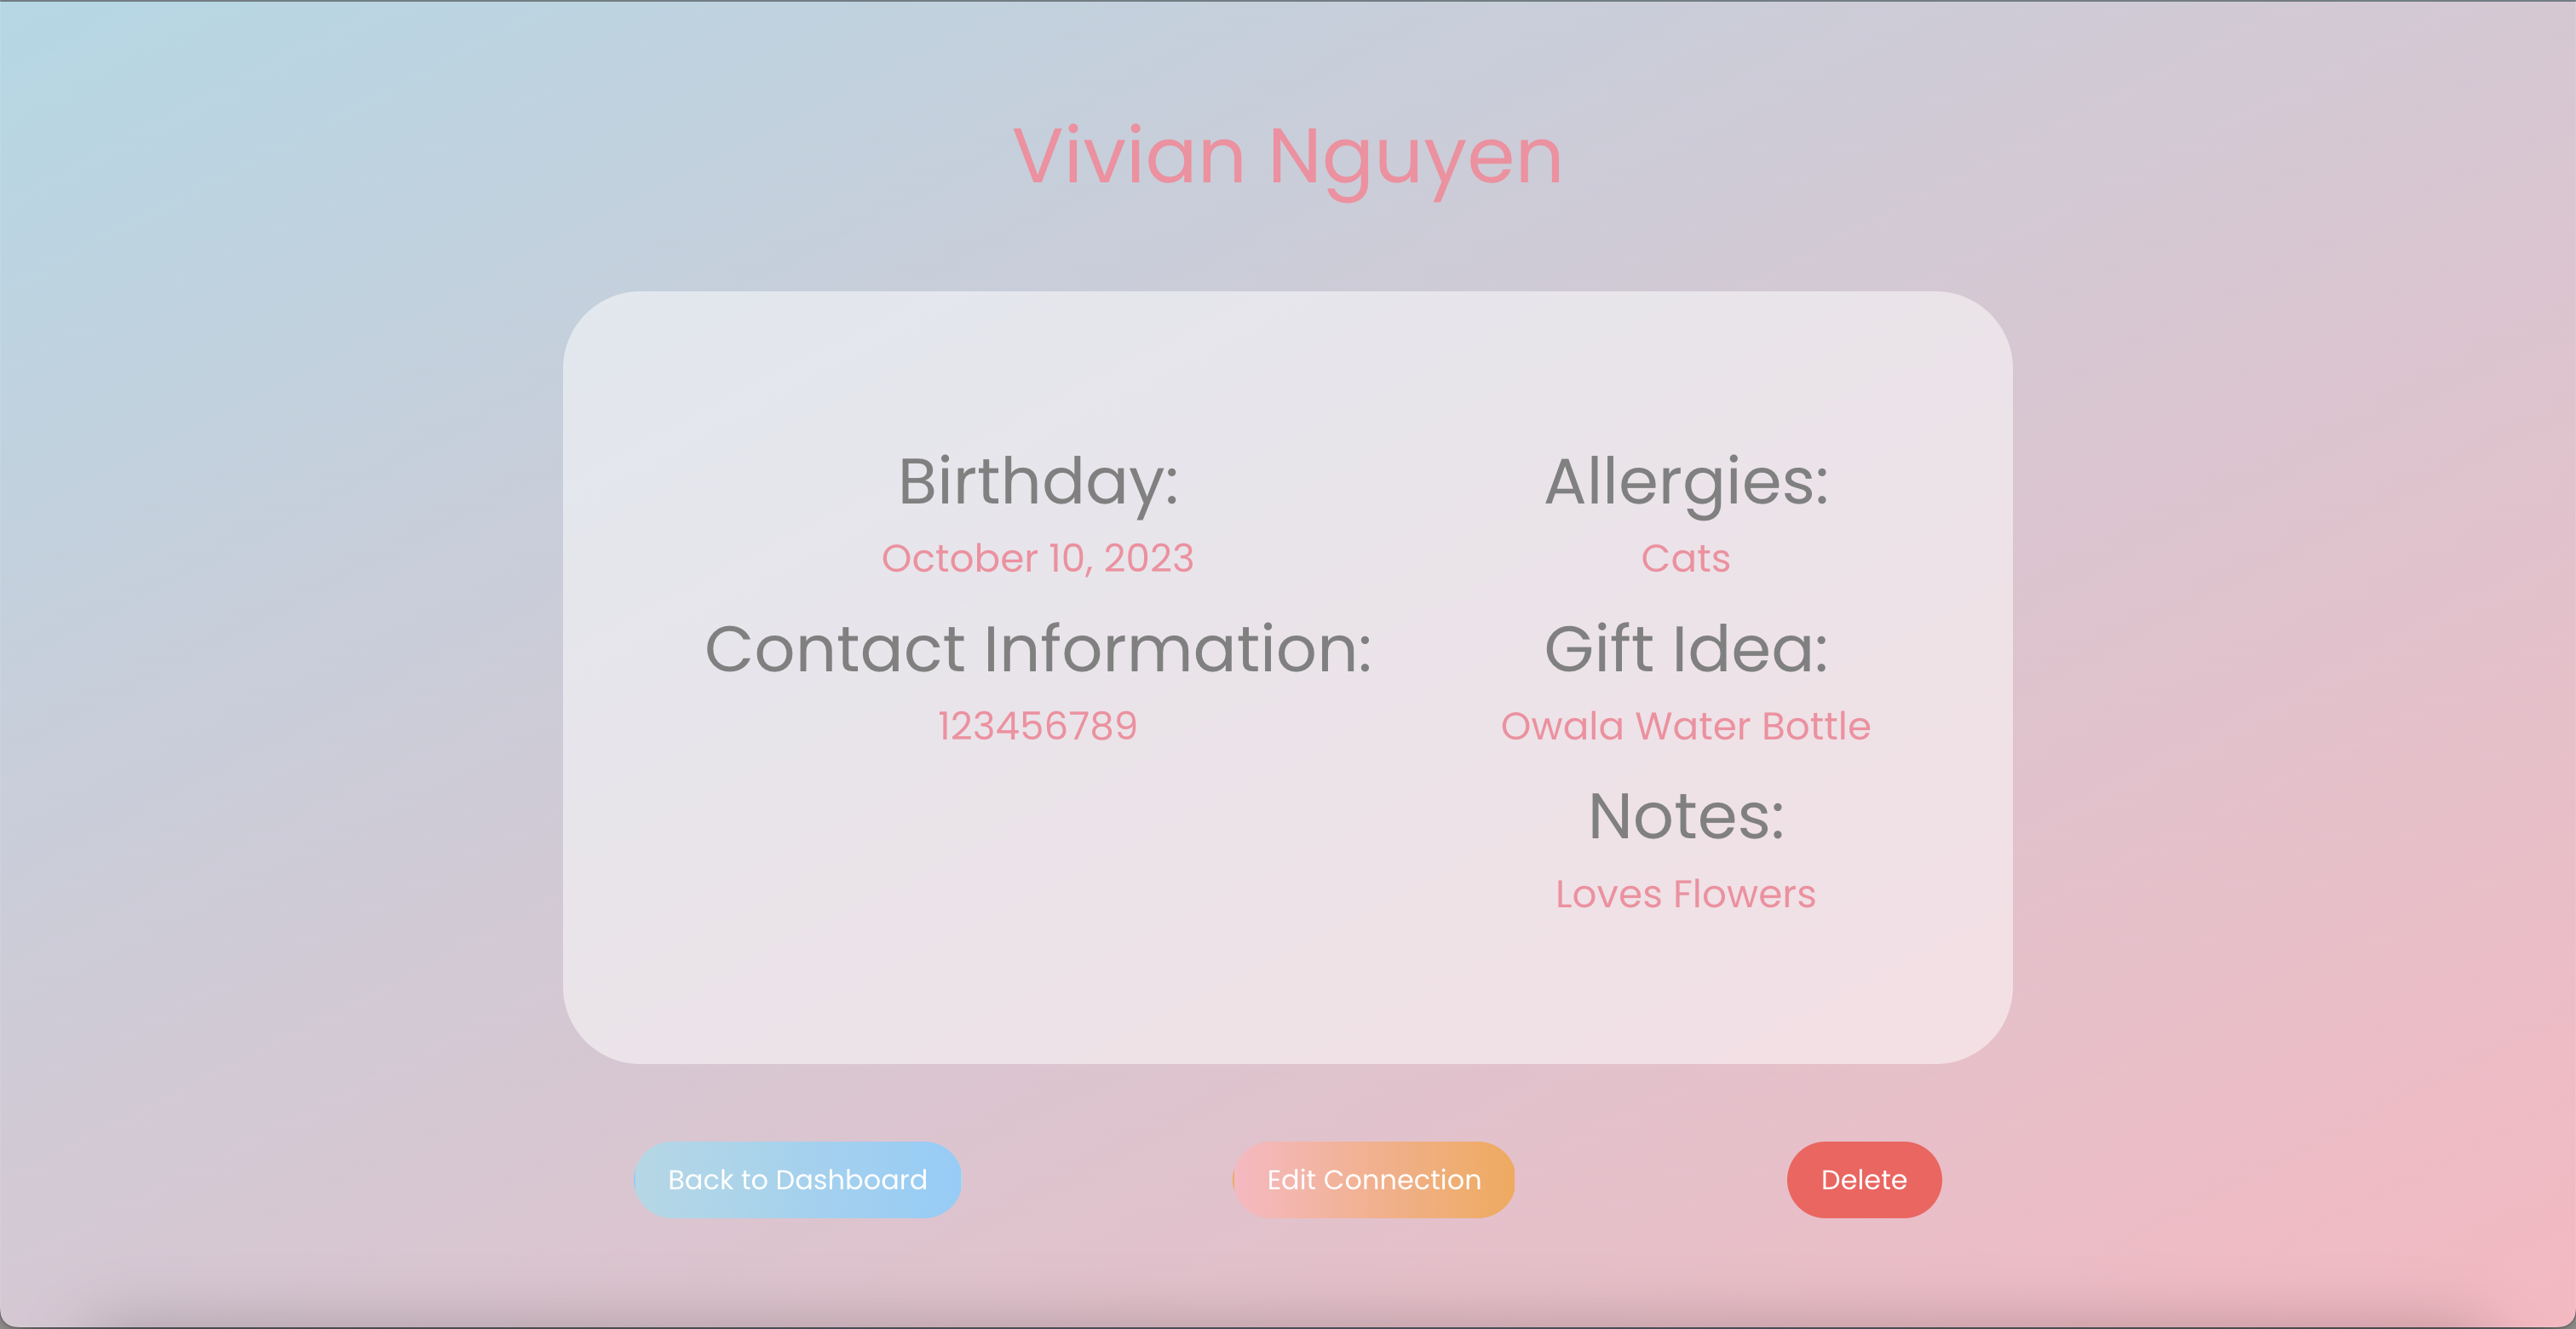 Vivian Nguyen
Birthday:
October 10, 2023
Contact Information:
123456789
Allergies:
Cats
Gift Idea:
Owala Water Bottle
Notes:
Loves Flowers
Back to Dashboard
Edit Connection
Delete